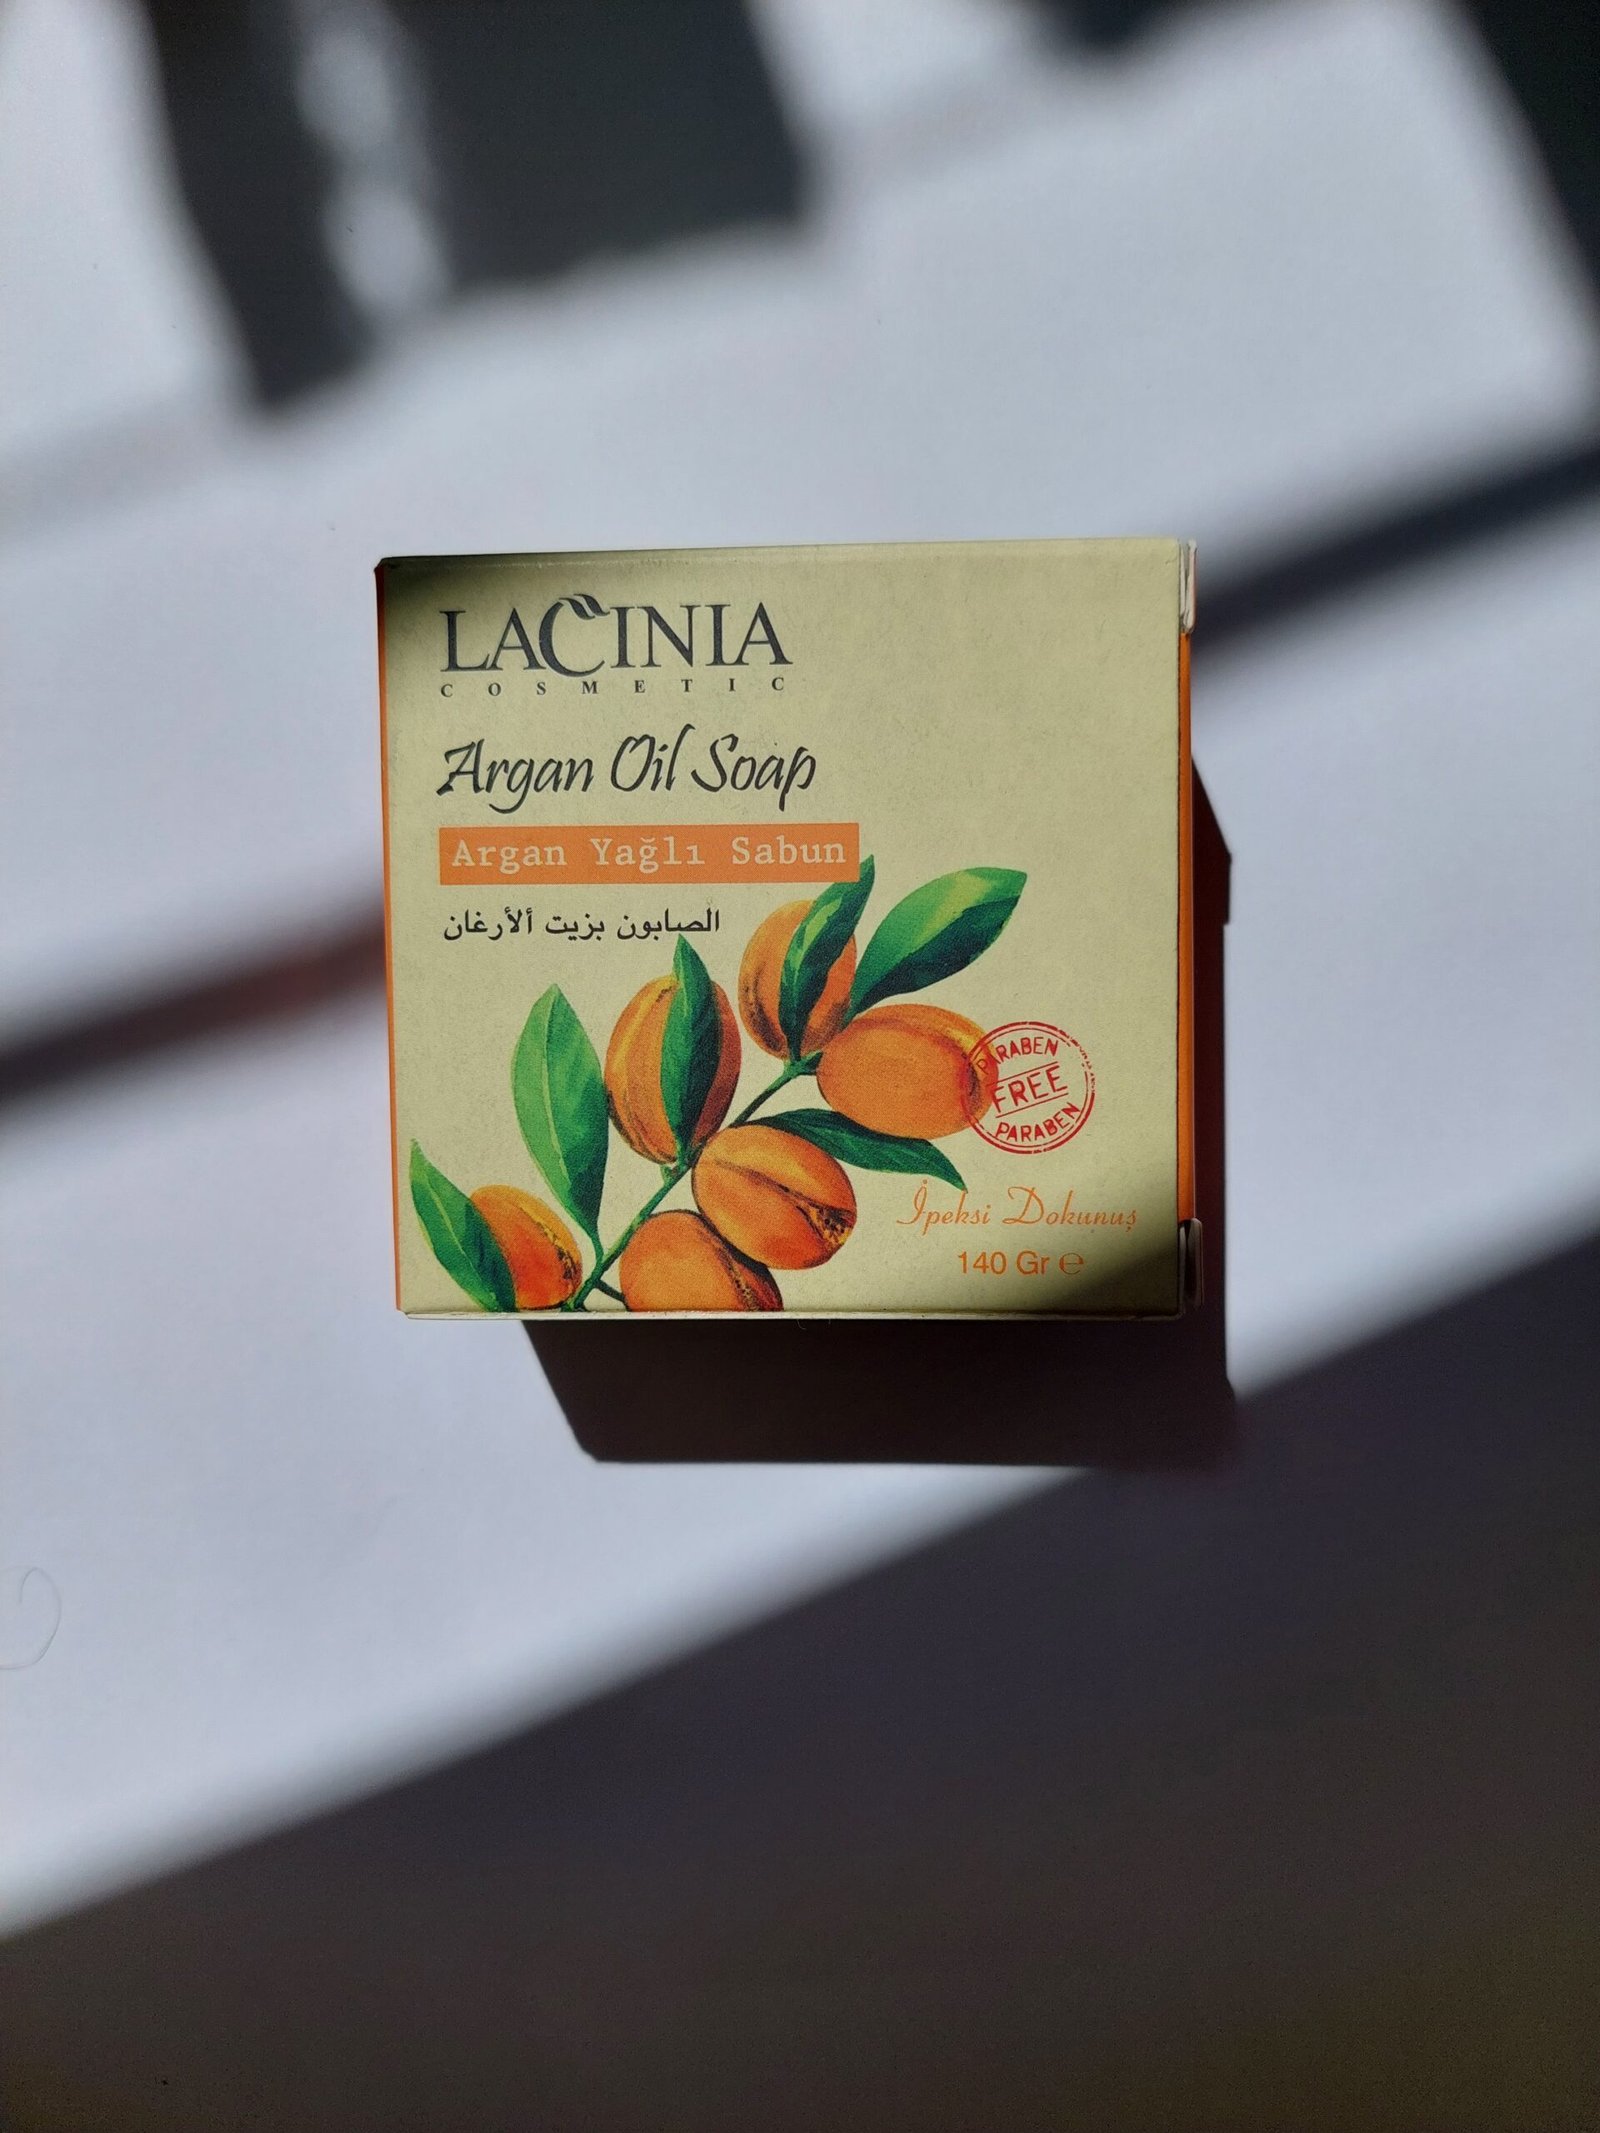 LACINIA
COSMETIC
Argan Oil Soap
Argan Yağlı Sabun
الصابون بزيت ألأرغان
PARABEN
FREE
PARABEN
İpeksi Dokunuş
140 Gr ℮